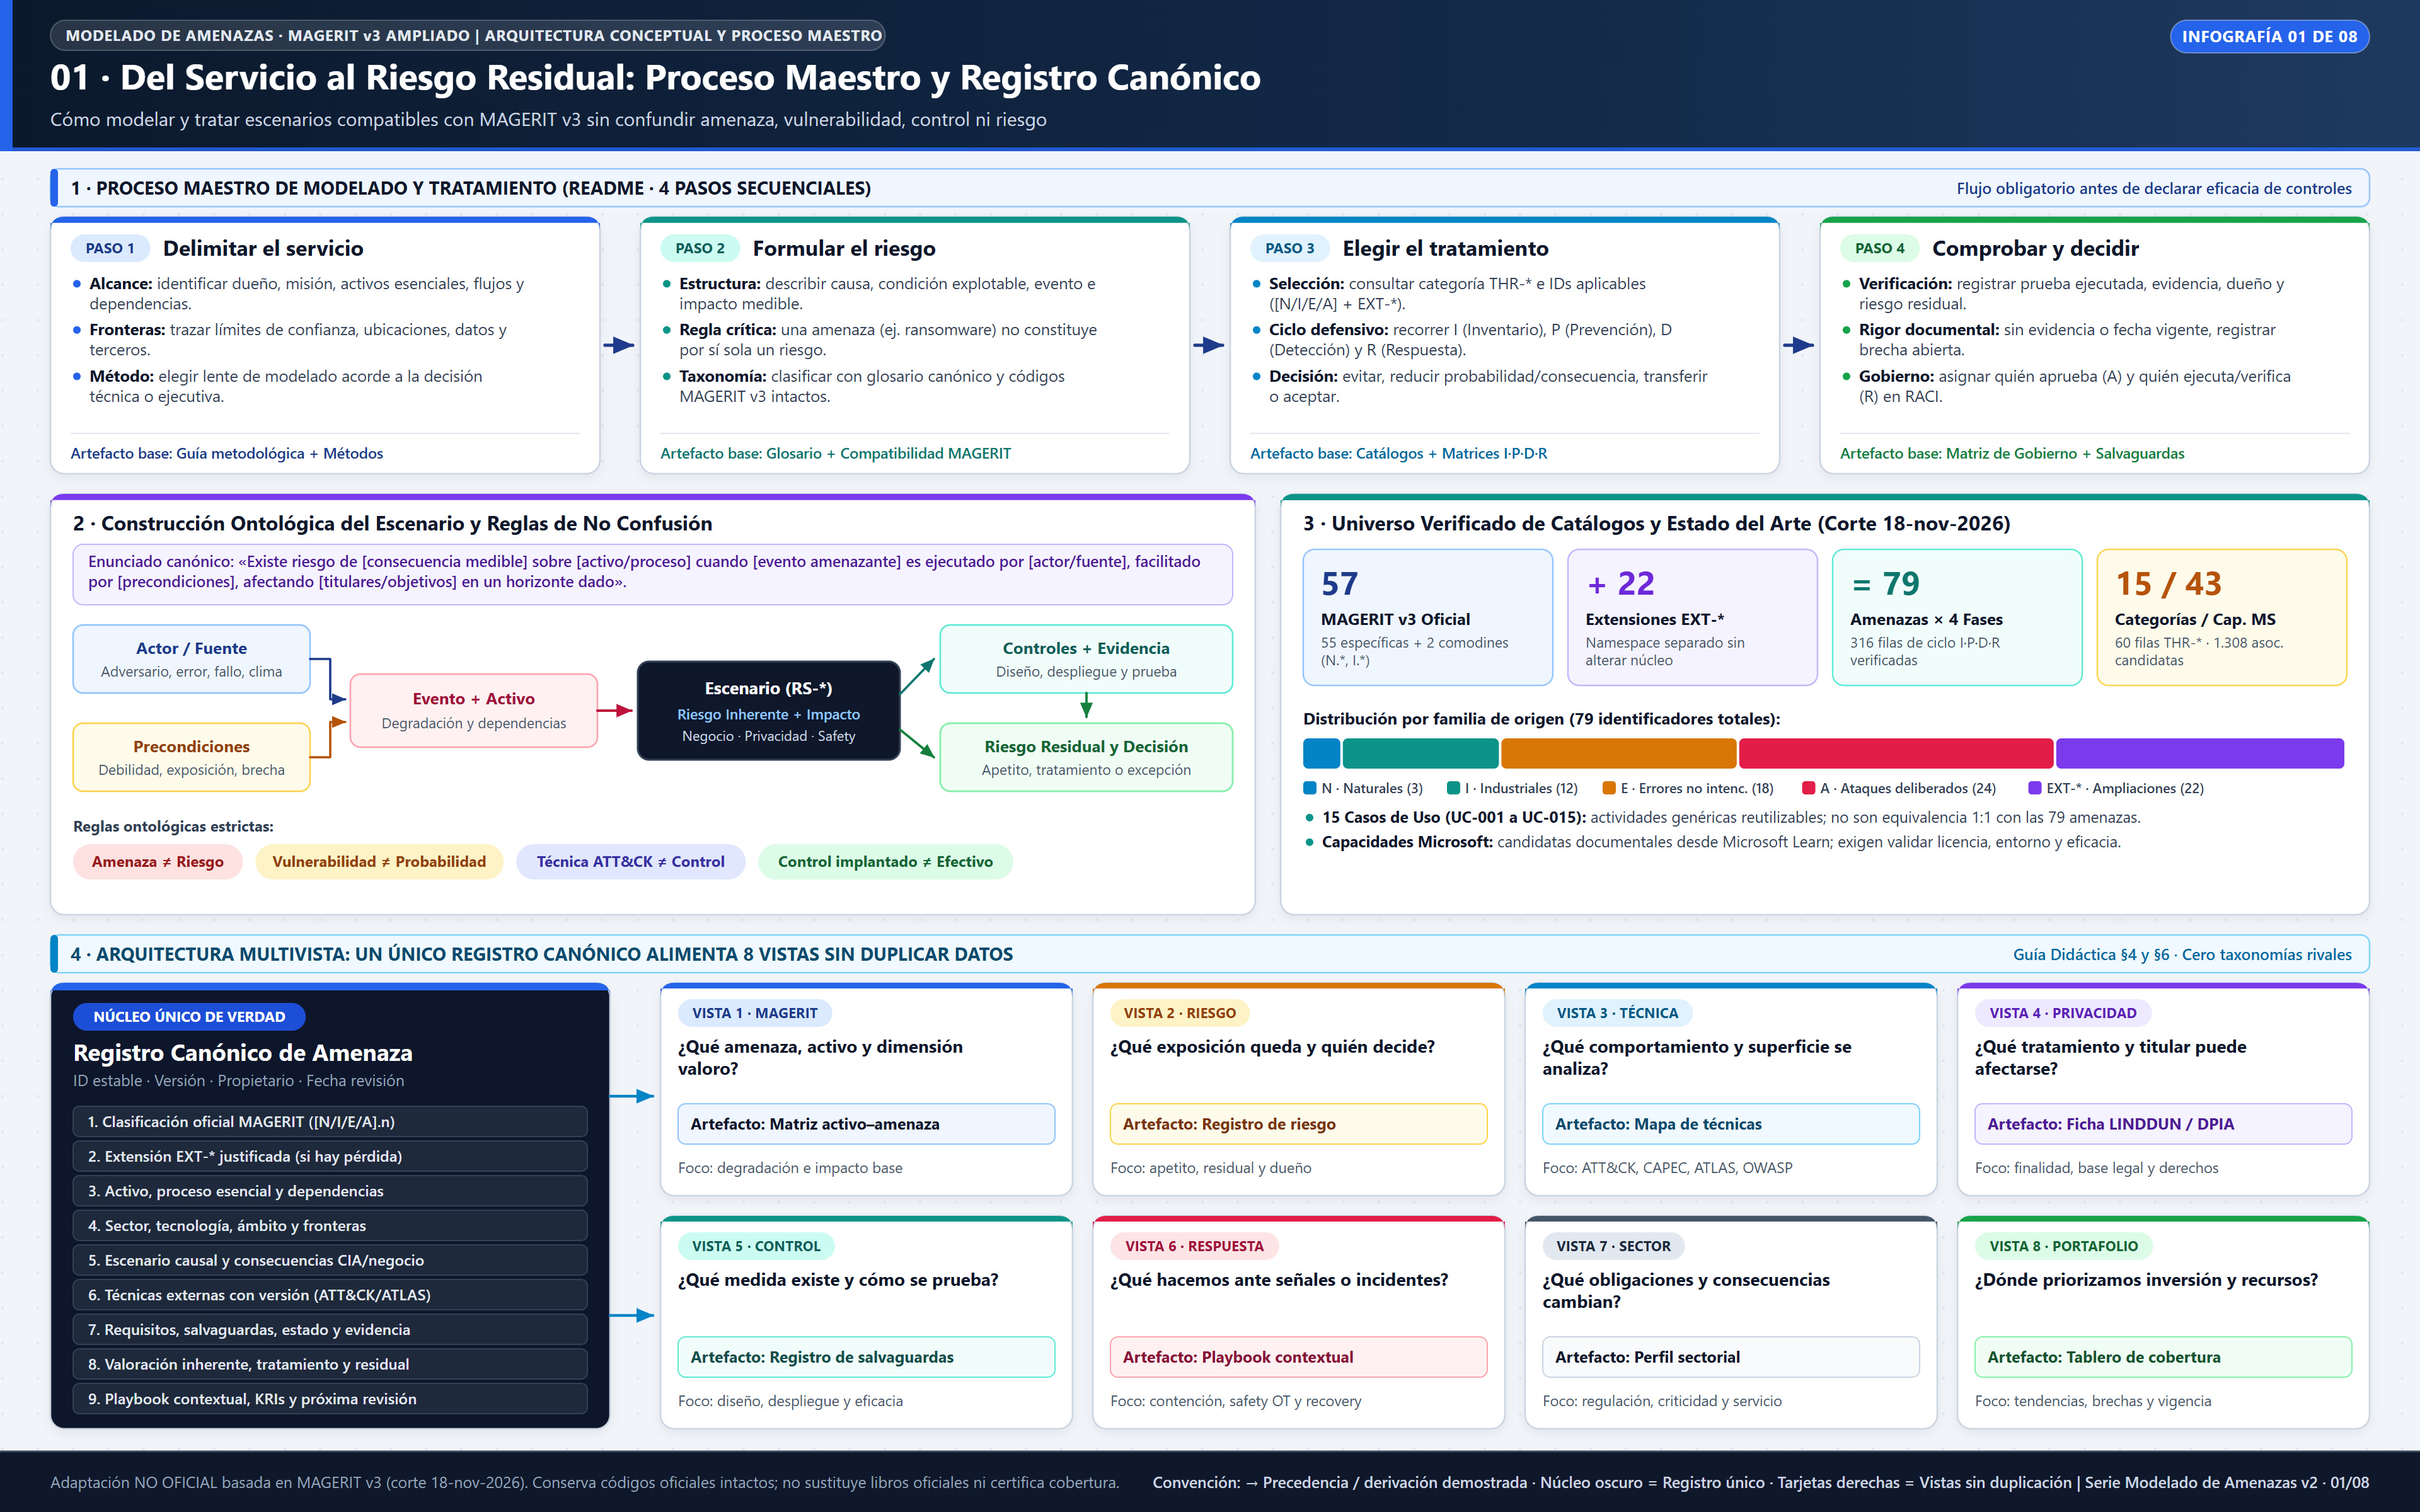 MODELADO DE AMENAZAS · MAGERIT v3 AMPLIADO | ARQUITECTURA CONCEPTUAL Y PROCESO MAESTRO
INFOGRAFÍA 01 DE 08
01 · Del Servicio al Riesgo Residual: Proceso Maestro y Registro Canónico
Cómo modelar y tratar escenarios compatibles con MAGERIT v3 sin confundir amenaza, vulnerabilidad, control ni riesgo
1 · PROCESO MAESTRO DE MODELADO Y TRATAMIENTO (README · 4 PASOS SECUENCIALES)
Flujo obligatorio antes de declarar eficacia de controles
PASO 1
Delimitar el servicio
Alcance: identificar dueño, misión, activos esenciales, flujos y
dependencias.
Fronteras: trazar límites de confianza, ubicaciones, datos y
terceros.
Método: elegir lente de modelado acorde a la decisión
técnica o ejecutiva.
Artefacto base: Guía metodológica + Métodos
PASO 2
Formular el riesgo
Estructura: describir causa, condición explotable, evento e
impacto medible.
Regla crítica: una amenaza (ej. ransomware) no constituye
por sí sola un riesgo.
Taxonomía: clasificar con glosario canónico y códigos
MAGERIT v3 intactos.
Artefacto base: Glosario + Compatibilidad MAGERIT
PASO 3
Elegir el tratamiento
Selección: consultar categoría THR-* e IDs aplicables
([N/I/E/A] + EXT-*).
Ciclo defensivo: recorrer I (Inventario), P (Prevención), D
(Detección) y R (Respuesta).
Decisión: evitar, reducir probabilidad/consecuencia, transferir
o aceptar.
Artefacto base: Catálogos + Matrices I·P·D·R
PASO 4
Comprobar y decidir
Verificación: registrar prueba ejecutada, evidencia, dueño y
riesgo residual.
Rigor documental: sin evidencia o fecha vigente, registrar
brecha abierta.
Gobierno: asignar quién aprueba (A) y quién ejecuta/verifica
(R) en RACI.
Artefacto base: Matriz de Gobierno + Salvaguardas
2 · Construcción Ontológica del Escenario y Reglas de No Confusión
Enunciado canónico: «Existe riesgo de [consecuencia medible] sobre [activo/proceso] cuando [evento amenazante] es ejecutado por [actor/fuente], facilitado
por [precondiciones], afectando [titulares/objetivos] en un horizonte dado».
Actor / Fuente
Adversario, error, fallo, clima
Precondiciones
Debilidad, exposición, brecha
Evento + Activo
Degradación y dependencias
Escenario (RS-*)
Riesgo Inherente + Impacto
Negocio · Privacidad · Safety
Controles + Evidencia
Diseño, despliegue y prueba
Riesgo Residual y Decisión
Apetito, tratamiento o excepción
Reglas ontológicas estrictas:
Amenaza ≠ Riesgo
Vulnerabilidad ≠ Probabilidad
Técnica ATT&CK ≠ Control
Control implantado ≠ Efectivo
3 · Universo Verificado de Catálogos y Estado del Arte (Corte 18-nov-2026)
57
MAGERIT v3 Oficial
55 específicas + 2 comodines
(N.*, I.*)
+ 22
Extensiones EXT-*
Namespace separado sin
alterar núcleo
= 79
Amenazas × 4 Fases
316 filas de ciclo I·P·D·R
verificadas
15 / 43
Categorías / Cap. MS
60 filas THR-* · 1.308 asoc.
candidatas
Distribución por familia de origen (79 identificadores totales):
N · Naturales (3)
I · Industriales (12)
E · Errores no intenc. (18)
A · Ataques deliberados (24)
EXT-* · Ampliaciones (22)
15 Casos de Uso (UC-001 a UC-015): actividades genéricas reutilizables; no son equivalencia 1:1 con las 79 amenazas.
Capacidades Microsoft: candidatas documentales desde Microsoft Learn; exigen validar licencia, entorno y eficacia.
4 · ARQUITECTURA MULTIVISTA: UN ÚNICO REGISTRO CANÓNICO ALIMENTA 8 VISTAS SIN DUPLICAR DATOS
Guía Didáctica §4 y §6 · Cero taxonomías rivales
NÚCLEO ÚNICO DE VERDAD
Registro Canónico de Amenaza
ID estable · Versión · Propietario · Fecha revisión
1. Clasificación oficial MAGERIT ([N/I/E/A].n)
2. Extensión EXT-* justificada (si hay pérdida)
3. Activo, proceso esencial y dependencias
4. Sector, tecnología, ámbito y fronteras
5. Escenario causal y consecuencias CIA/negocio
6. Técnicas externas con versión (ATT&CK/ATLAS)
7. Requisitos, salvaguardas, estado y evidencia
8. Valoración inherente, tratamiento y residual
9. Playbook contextual, KRIs y próxima revisión
VISTA 1 · MAGERIT
¿Qué amenaza, activo y dimensión
valoro?
Artefacto: Matriz activo–amenaza
Foco: degradación e impacto base
VISTA 2 · RIESGO
¿Qué exposición queda y quién decide?
Artefacto: Registro de riesgo
Foco: apetito, residual y dueño
VISTA 3 · TÉCNICA
¿Qué comportamiento y superficie se
analiza?
Artefacto: Mapa de técnicas
Foco: ATT&CK, CAPEC, ATLAS, OWASP
VISTA 4 · PRIVACIDAD
¿Qué tratamiento y titular puede
afectarse?
Artefacto: Ficha LINDDUN / DPIA
Foco: finalidad, base legal y derechos
VISTA 5 · CONTROL
¿Qué medida existe y cómo se prueba?
Artefacto: Registro de salvaguardas
Foco: diseño, despliegue y eficacia
VISTA 6 · RESPUESTA
¿Qué hacemos ante señales o incidentes?
Artefacto: Playbook contextual
Foco: contención, safety OT y recovery
VISTA 7 · SECTOR
¿Qué obligaciones y consecuencias
cambian?
Artefacto: Perfil sectorial
Foco: regulación, criticidad y servicio
VISTA 8 · PORTAFOLIO
¿Dónde priorizamos inversión y recursos?
Artefacto: Tablero de cobertura
Foco: tendencias, brechas y vigencia
Adaptación NO OFICIAL basada en MAGERIT v3 (corte 18-nov-2026). Conserva códigos oficiales intactos; no sustituye libros oficiales ni certifica cobertura.
Convención: → Precedencia / derivación demostrada · Núcleo oscuro = Registro único · Tarjetas derechas = Vistas sin duplicación | Serie Modelado de Amenazas v2 · 01/08